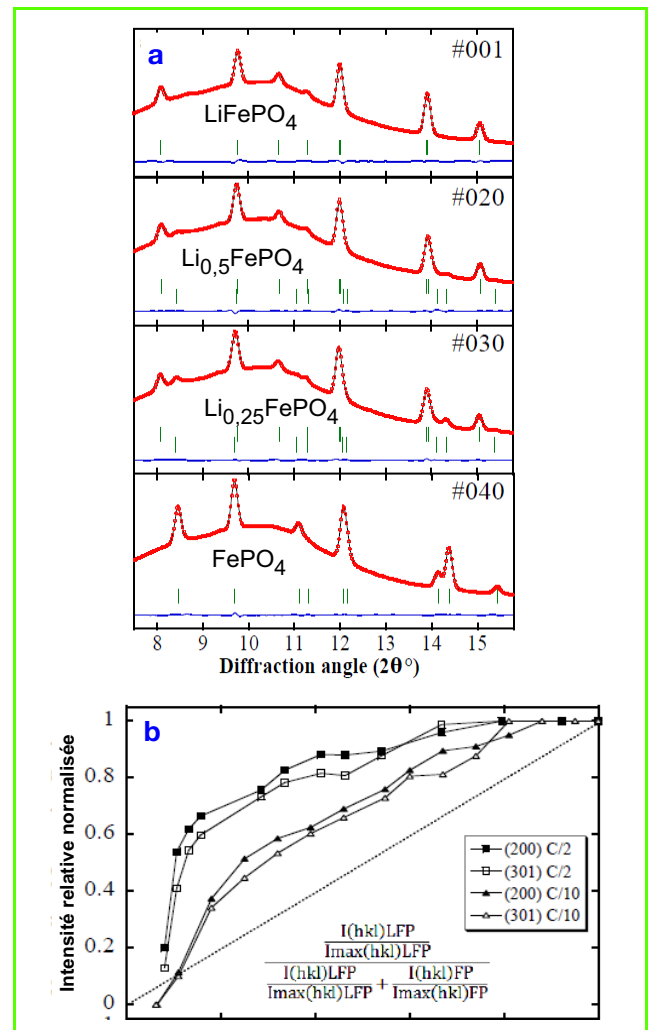 a
#001
LiFePO4
#020
Li0,5FePO4
#030
Li0,25FePO4
#040
FePO4
8 9 10 11 12 13 14 15
Diffraction angle (2θ°)
b
1
0.8
0.6
0.4
0.2
0
Intensité relative normalisée
(200) C/2
(301) C/2
(200) C/10
(301) C/10
I(hkl)LFP
Imax(hkl)LFP
I(hkl)LFP + I(hkl)FP
Imax(hkl)LFP Imax(hkl)FP